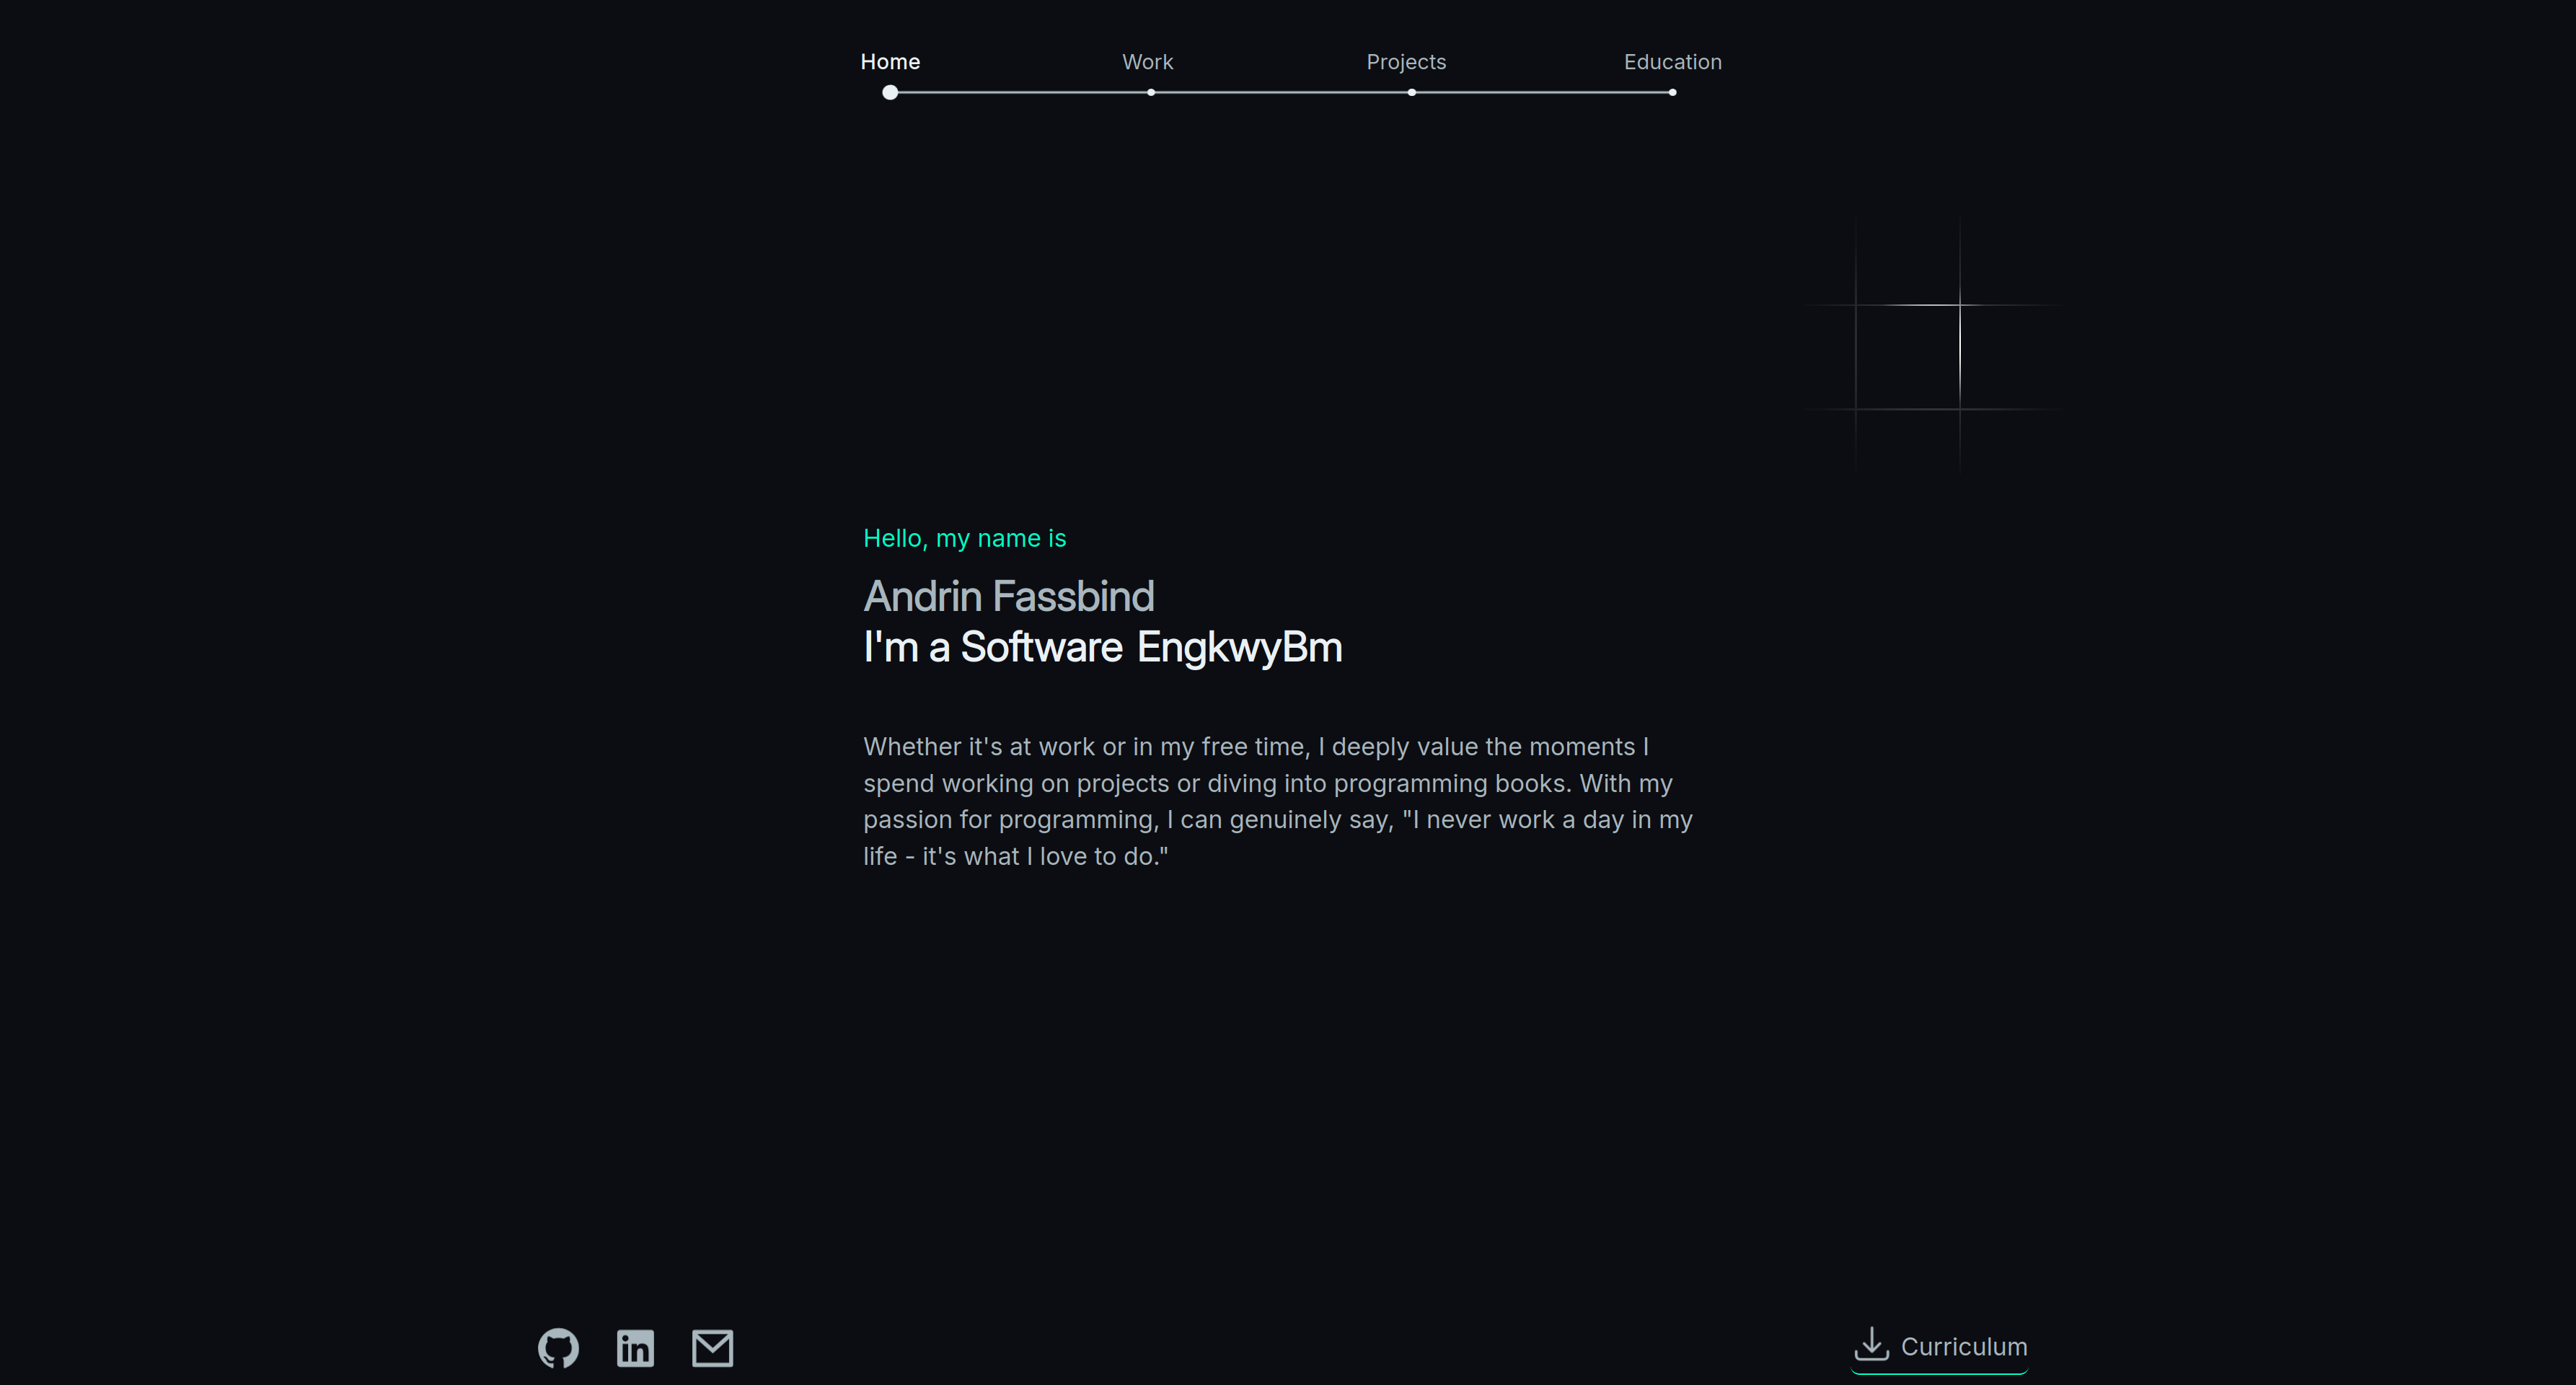 Home
Work
Projects
Education
Hello, my name is
Andrin Fassbind
I'm a Software EngkwyBm
Whether it's at work or in my free time, I deeply value the moments I
spend working on projects or diving into programming books. With my
passion for programming, I can genuinely say, "I never work a day in my
life - it's what I love to do."
in
Curriculum